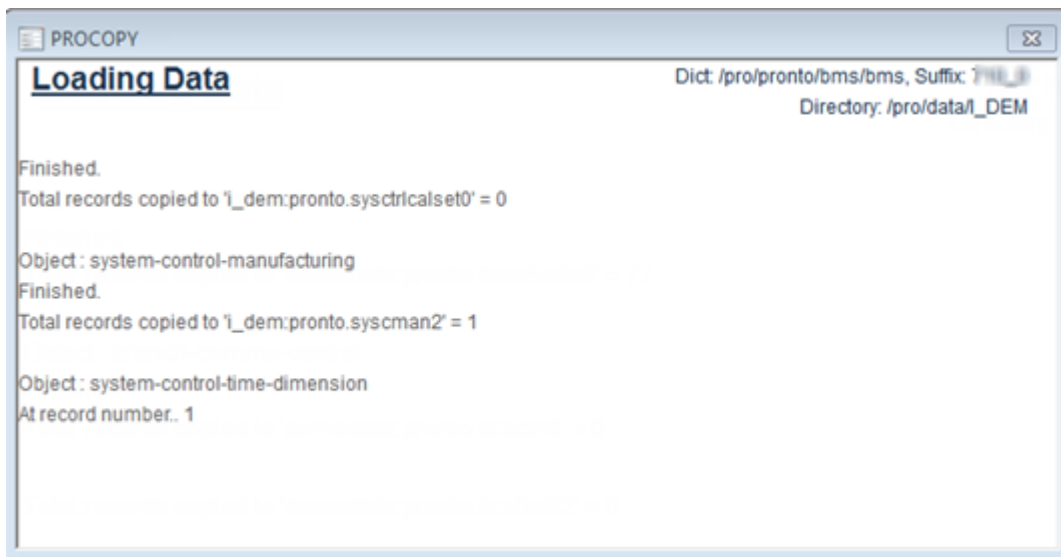 PROCOPY
Loading Data
Dict: /pro/pronto/bms/bms, Suffix:
Directory: /pro/data/I_DEM
Finished.
Total records copied to 'i_dem:pronto.sysctrlcalset0' = 0
Object : system-control-manufacturing
Finished.
Total records copied to 'i_dem:pronto.syscman2' = 1
Object : system-control-time-dimension
At record number.. 1